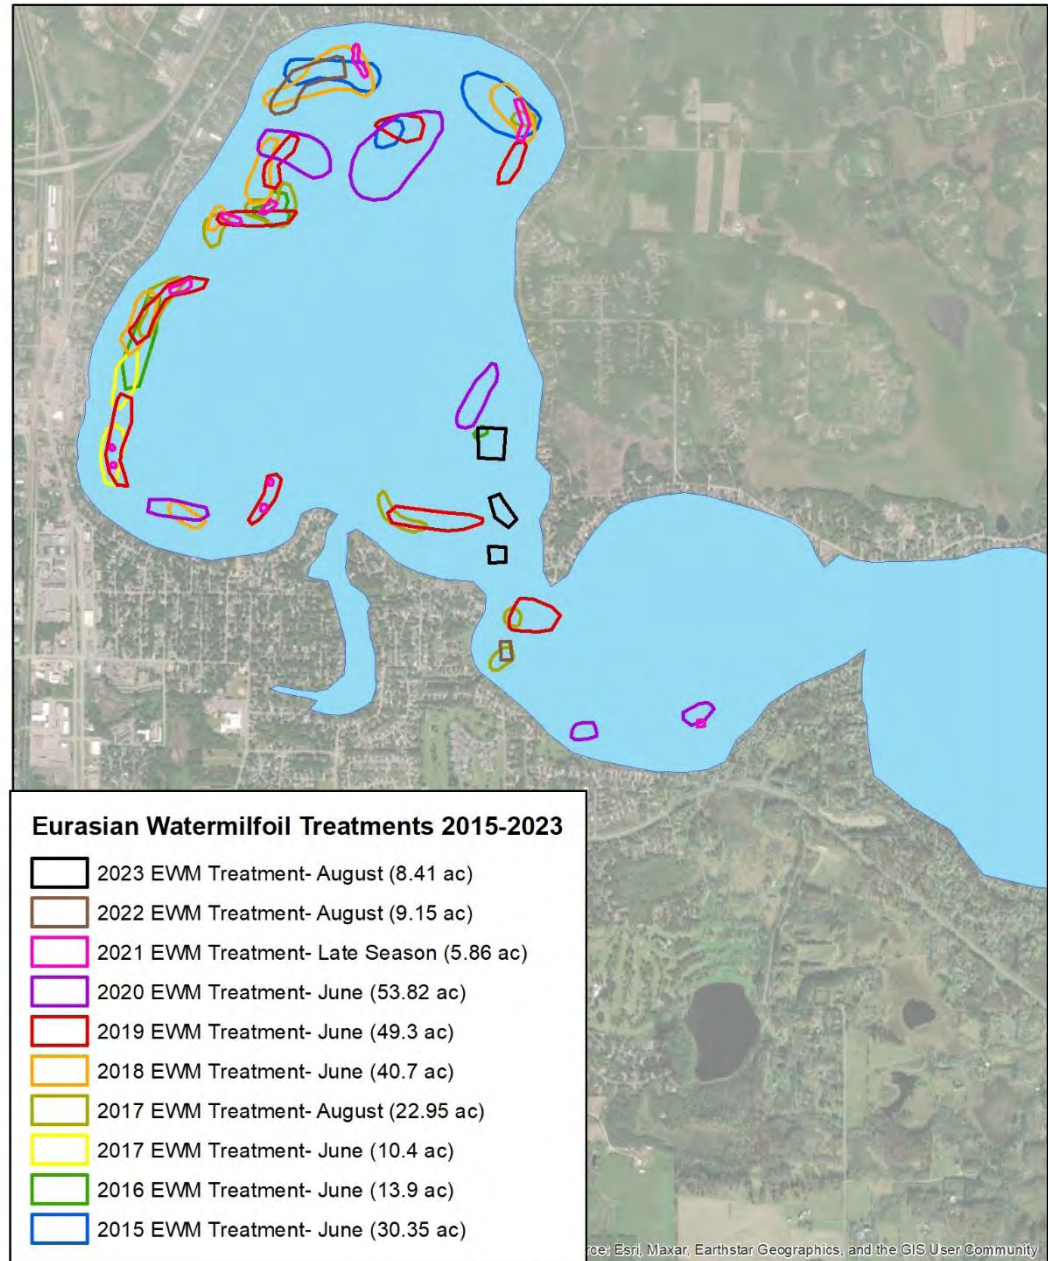 Eurasian Watermilfoil Treatments 2015-2023
2023 EWM Treatment- August (8.41 ac)
2022 EWM Treatment- August (9.15 ac)
2021 EWM Treatment- Late Season (5.86 ac)
2020 EWM Treatment- June (53.82 ac)
2019 EWM Treatment- June (49.3 ac)
2018 EWM Treatment- June (40.7 ac)
2017 EWM Treatment- August (22.95 ac)
2017 EWM Treatment- June (10.4 ac)
2016 EWM Treatment- June (13.9 ac)
2015 EWM Treatment- June (30.35 ac)
rce: Esri, Maxar, Earthstar Geographics, and the GIS User Community